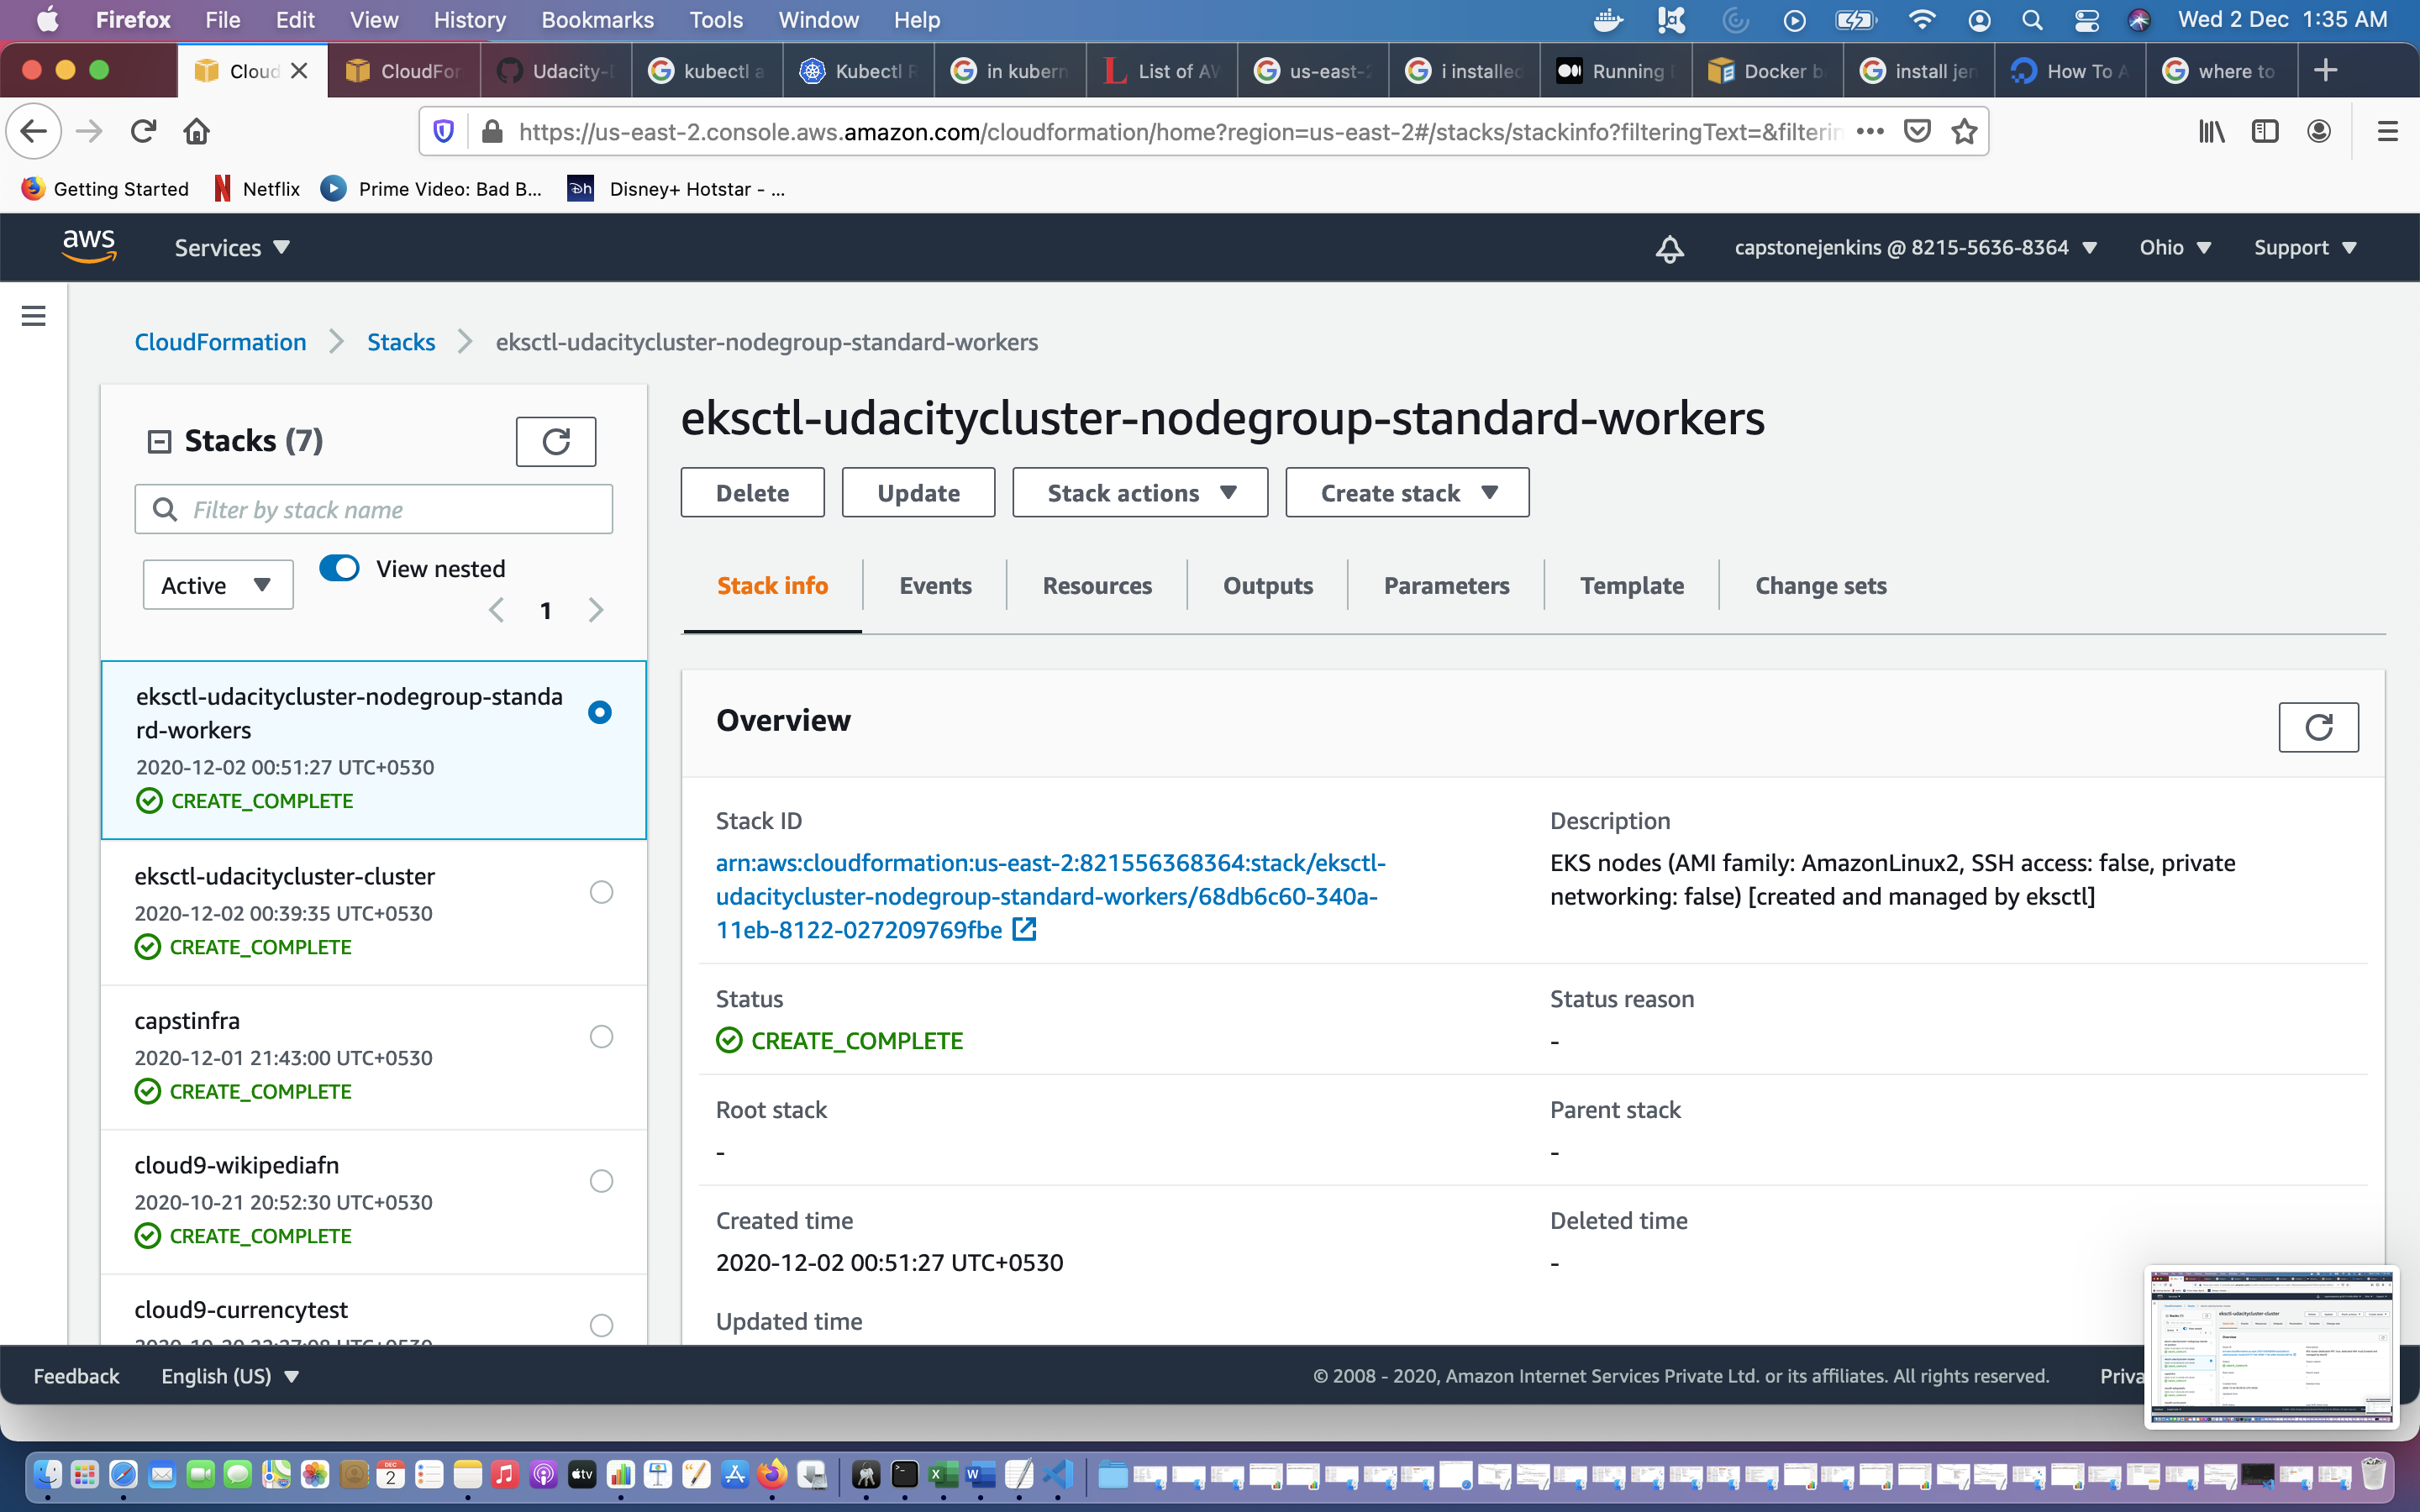 Firefox File Edit View History Bookmarks Tools Window Help Wed 2 Dec 1:35 AM
Cloud CloudFor Udacity- kubectl a Kubectl in kubern List of AW us-east-2 i installed Running Docker b install jen How To where to
https://us-east-2.console.aws.amazon.com/cloudformation/home?region=us-east-2#/stacks/stackinfo?filteringText=&filterin
Getting Started Netflix Prime Video: Bad B... Disney+ Hotstar - ...
aws Services capstonejenkins @ 8215-5636-8364 Ohio Support
CloudFormation Stacks eksctl-udacitycluster-nodegroup-standard-workers
Stacks (7)
Filter by stack name
Active View nested
1
eksctl-udacitycluster-nodegroup-standa
rd-workers
2020-12-02 00:51:27 UTC+0530
CREATE_COMPLETE
eksctl-udacitycluster-cluster
2020-12-02 00:39:35 UTC+0530
CREATE_COMPLETE
capstinfra
2020-12-01 21:43:00 UTC+0530
CREATE_COMPLETE
cloud9-wikipediafn
2020-10-21 20:52:30 UTC+0530
CREATE_COMPLETE
cloud9-currencytest
eksctl-udacitycluster-nodegroup-standard-workers
Delete Update Stack actions Create stack
Stack info Events Resources Outputs Parameters Template Change sets
Overview
Stack ID
arn:aws:cloudformation:us-east-2:821556368364:stack/eksctl-
udacitycluster-nodegroup-standard-workers/68db6c60-340a-
11eb-8122-027209769fbe
Description
EKS nodes (AMI family: AmazonLinux2, SSH access: false, private
networking: false) [created and managed by eksctl]
Status
CREATE_COMPLETE
Status reason
-
Root stack
-
Parent stack
-
Created time
2020-12-02 00:51:27 UTC+0530
Deleted time
-
Updated time
Feedback English (US) © 2008 - 2020, Amazon Internet Services Private Ltd. or its affiliates. All rights reserved. Priva
DEC
2
tv